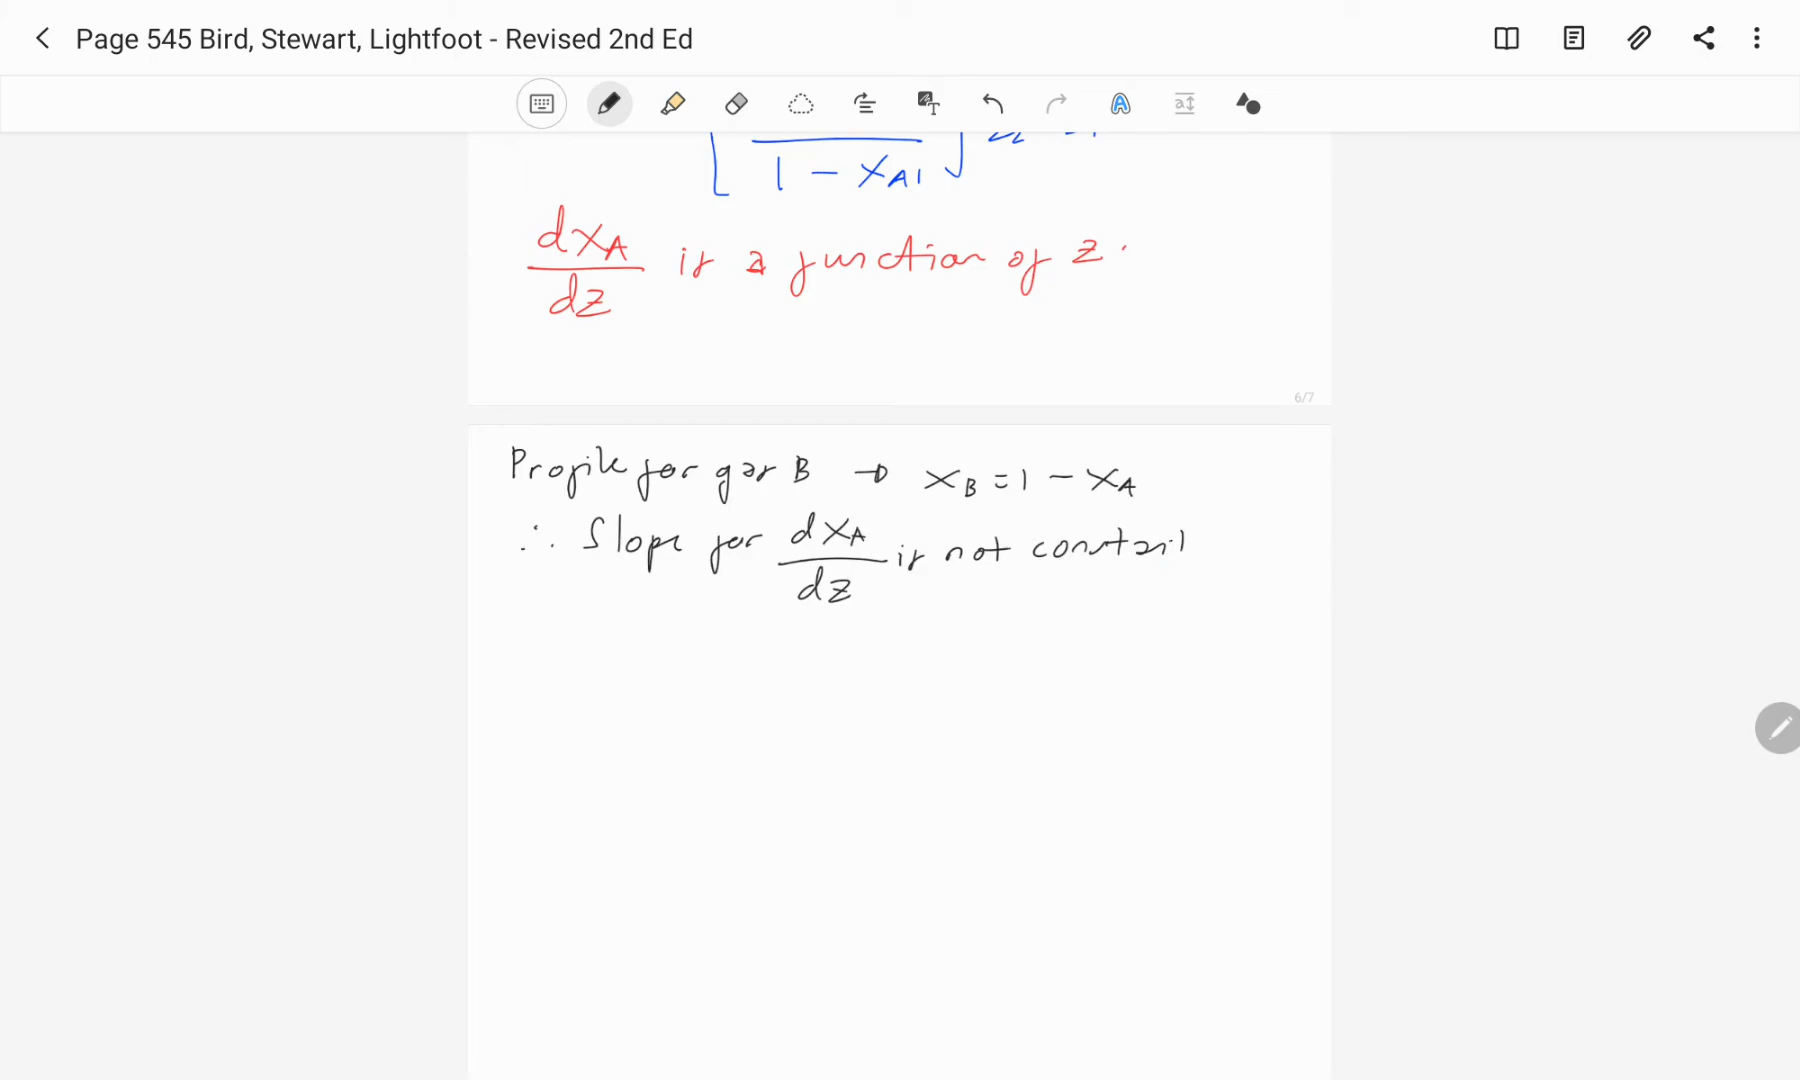 Page 545 Bird, Stewart, Lightfoot - Revised 2nd Ed
1 - xA1
dxA/dz is a function of z.
6/7
Profile for gas B → xB = 1 - xA
∴ Slope for dxA/dz is not constant